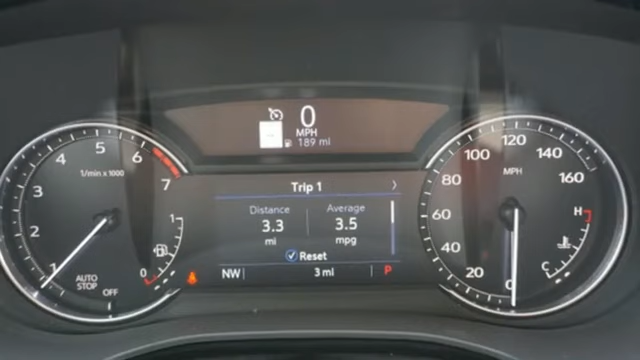 0
MPH
189 mi
1
2
3
4
5
6
7
1/min x 1000
AUTO
STOP
OFF
1
0
Trip 1
Distance
Average
3.3
3.5
mi
mpg
Reset
NW
3 mi
P
0
20
40
60
80
100
120
140
160
MPH
H
C